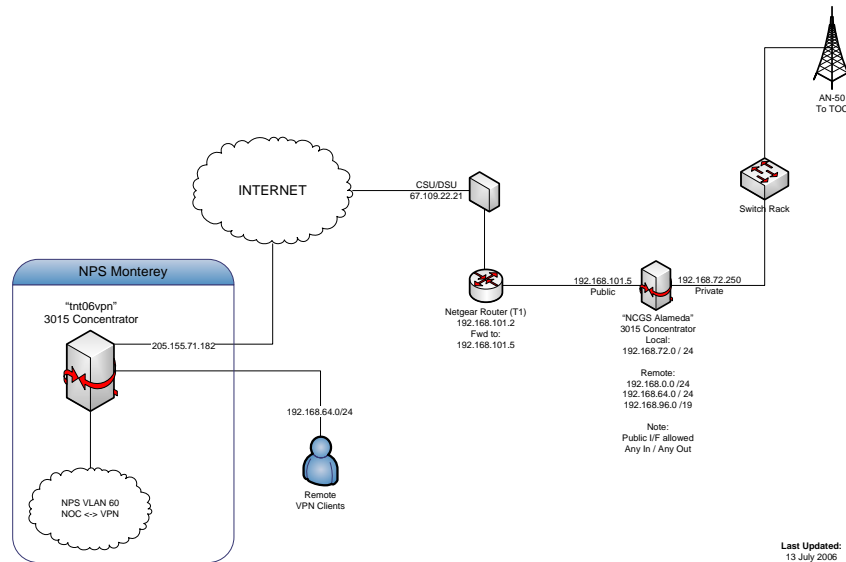 AN-50
To TOC
INTERNET
CSU/DSU
67.109.22.21
Switch Rack
NPS Monterey
"tnt06vpn"
3015 Concentrator
205.155.71.182
192.168.64.0/24
Remote
VPN Clients
NPS VLAN 60
NOC <-> VPN
Netgear Router (T1)
192.168.101.2
Fwd to:
192.168.101.5
192.168.101.5
Public
192.168.72.250
Private
"NCGS Alameda"
3015 Concentrator
Local:
192.168.72.0 / 24
Remote:
192.168.0.0 /24
192.168.64.0 / 24
192.168.96.0 /19
Note:
Public I/F allowed
Any In / Any Out
Last Updated:
13 July 2006